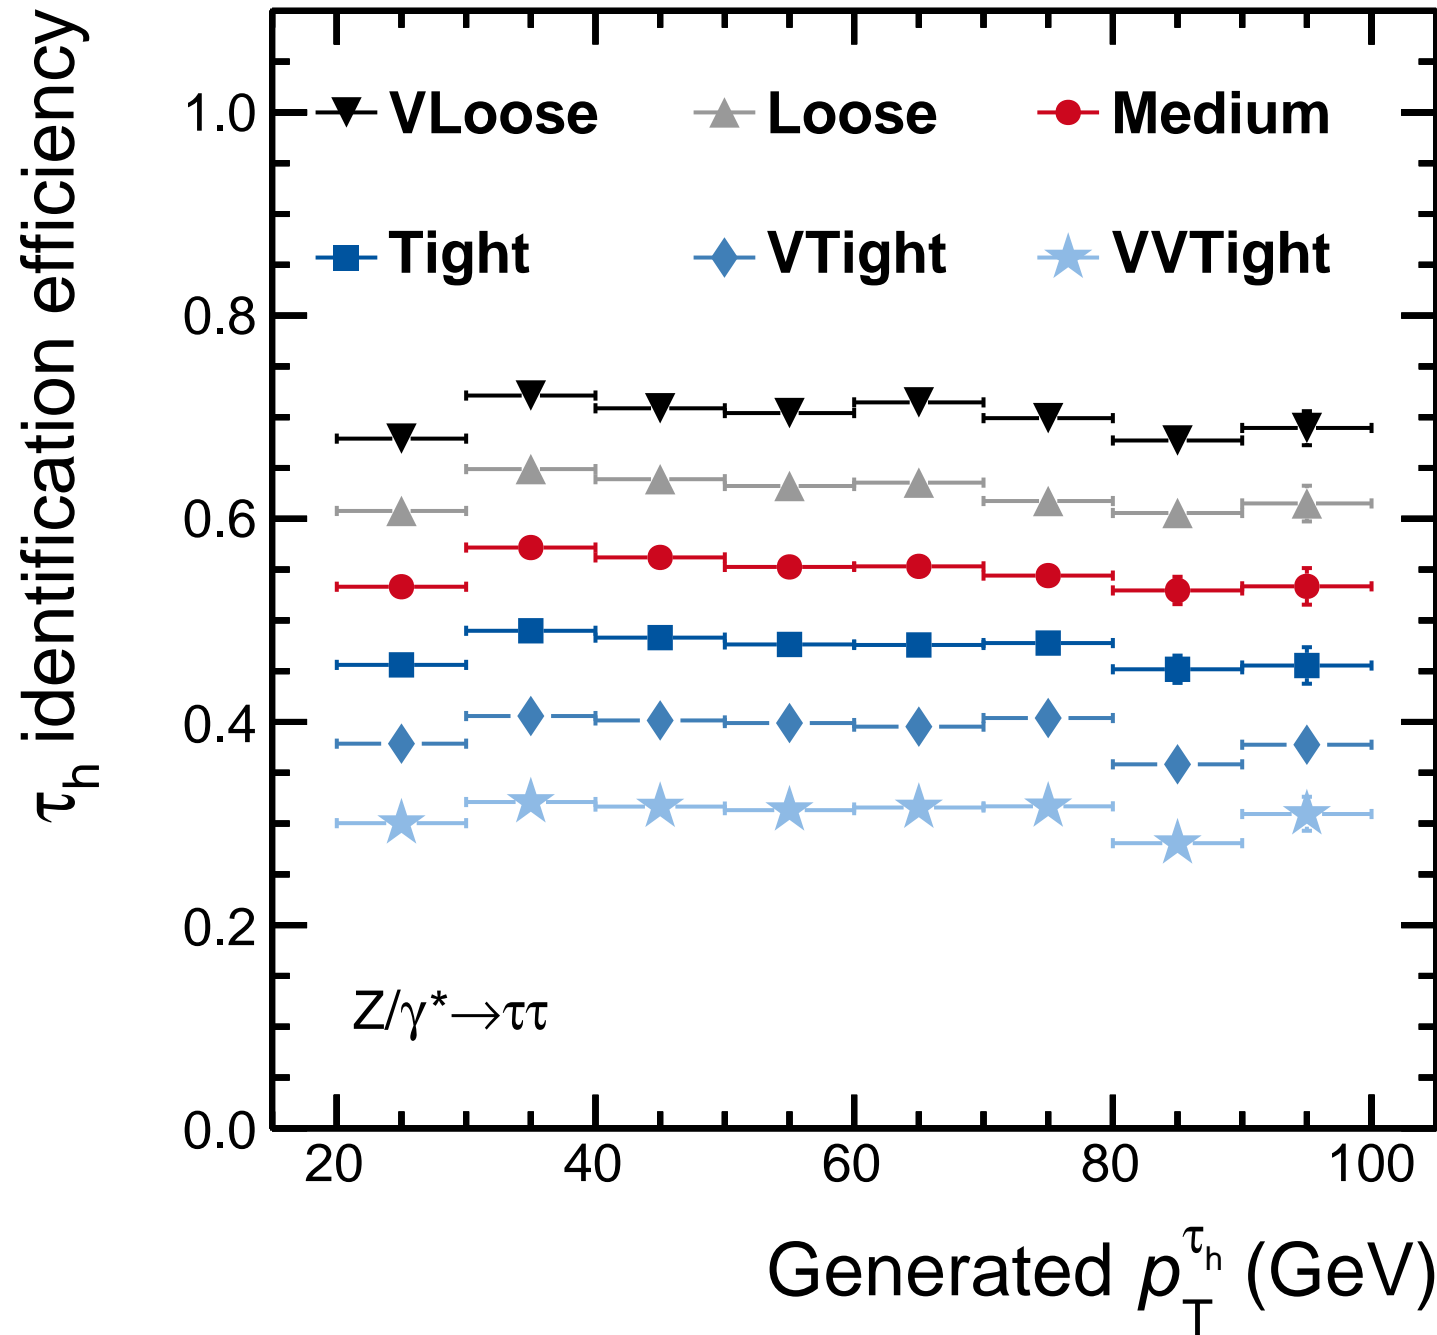 τh identification efficiency
1.0
0.8
0.6
0.4
0.2
0.0
VLoose
Loose
Medium
Tight
VTight
VVTight
Z/γ*→ττ
20
40
60
80
100
Generated pTτh (GeV)